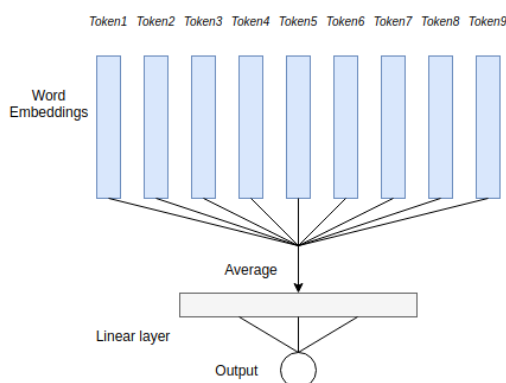 Token1 Token2 Token3 Token4 Token5 Token6 Token7 Token8 Token9
Word
Embeddings
Average
Linear layer
Output